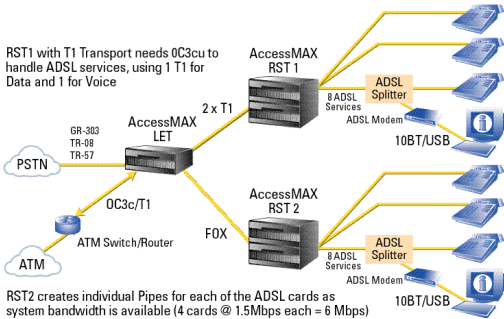 RST1 with T1 Transport needs 0C3cu to
handle ADSL services, using 1 T1 for
Data and 1 for Voice
AccessMAX
RST 1
8 ADSL
Services
ADSL
Splitter
ADSL Modem
10BT/USB
2 x T1
AccessMAX
LET
GR-303
TR-08
TR-57
PSTN
OC3c/T1
ATM Switch/Router
ATM
FOX
AccessMAX
RST 2
8 ADSL
Services
ADSL
Splitter
ADSL Modem
10BT/USB
RST2 creates individual Pipes for each of the ADSL cards as
system bandwidth is available (4 cards @ 1.5Mbps each = 6 Mbps)